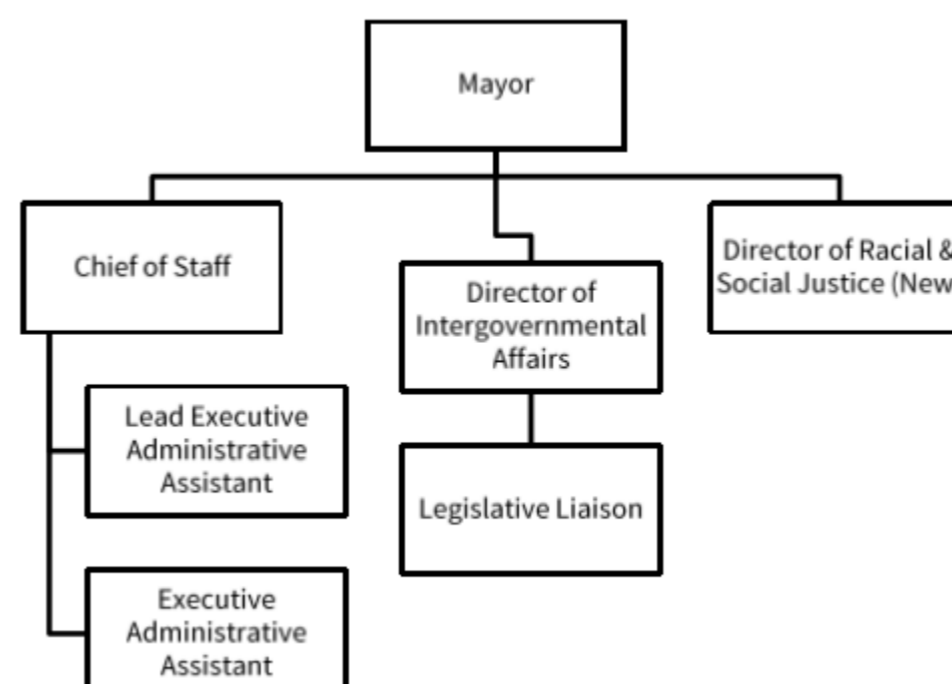 Mayor
Chief of Staff
Director of
Intergovernmental
Affairs
Director of Racial &
Social Justice (New
Lead Executive
Administrative
Assistant
Legislative Liaison
Executive
Administrative
Assistant